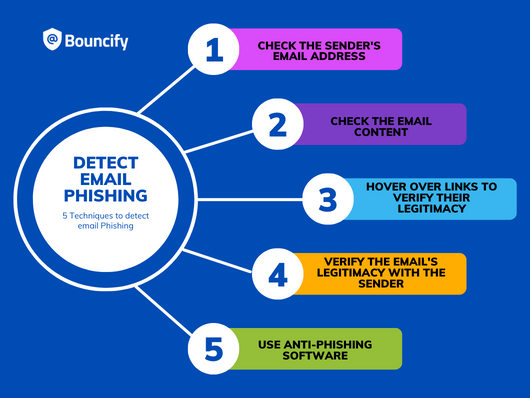 @ Bouncify
DETECT
EMAIL
PHISHING
5 Techniques to detect
email Phishing
1
CHECK THE SENDER'S
EMAIL ADDRESS
2
CHECK THE EMAIL
CONTENT
3
HOVER OVER LINKS TO
VERIFY THEIR
LEGITIMACY
4
VERIFY THE EMAIL'S
LEGITIMACY WITH THE
SENDER
5
USE ANTI-PHISHING
SOFTWARE